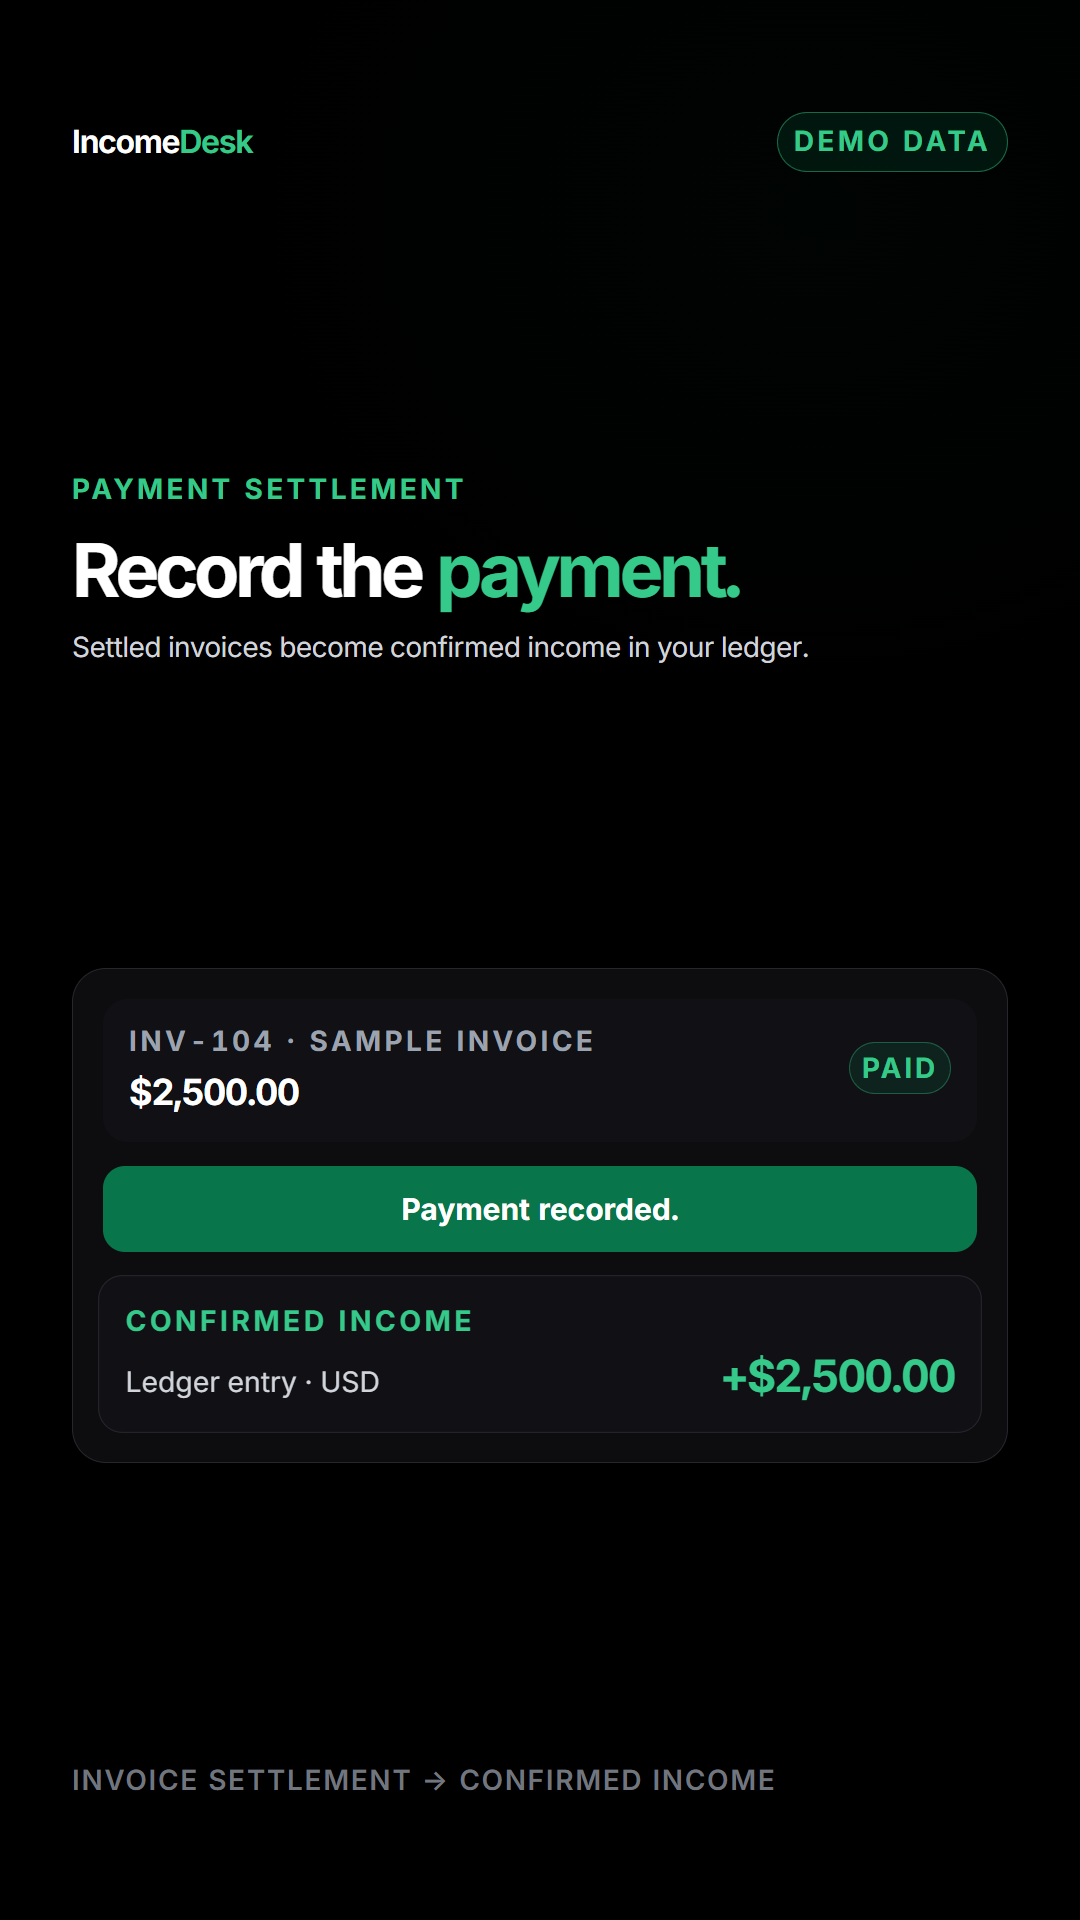 IncomeDesk
DEMO DATA
PAYMENT SETTLEMENT
Record the payment.
Settled invoices become confirmed income in your ledger.
INV-104 · SAMPLE INVOICE
$2,500.00
PAID
Payment recorded.
CONFIRMED INCOME
Ledger entry · USD
+$2,500.00
INVOICE SETTLEMENT → CONFIRMED INCOME